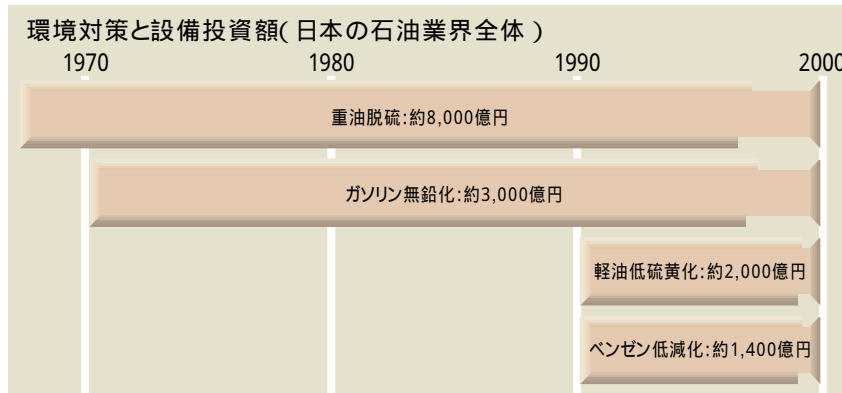 環境対策と設備投資額(日本の石油業界全体)
1970 1980 1990 2000
重油脱硫:約8,000億円
ガソリン無鉛化:約3,000億円
軽油低硫黄化:約2,000億円
ベンゼン低減化:約1,400億円